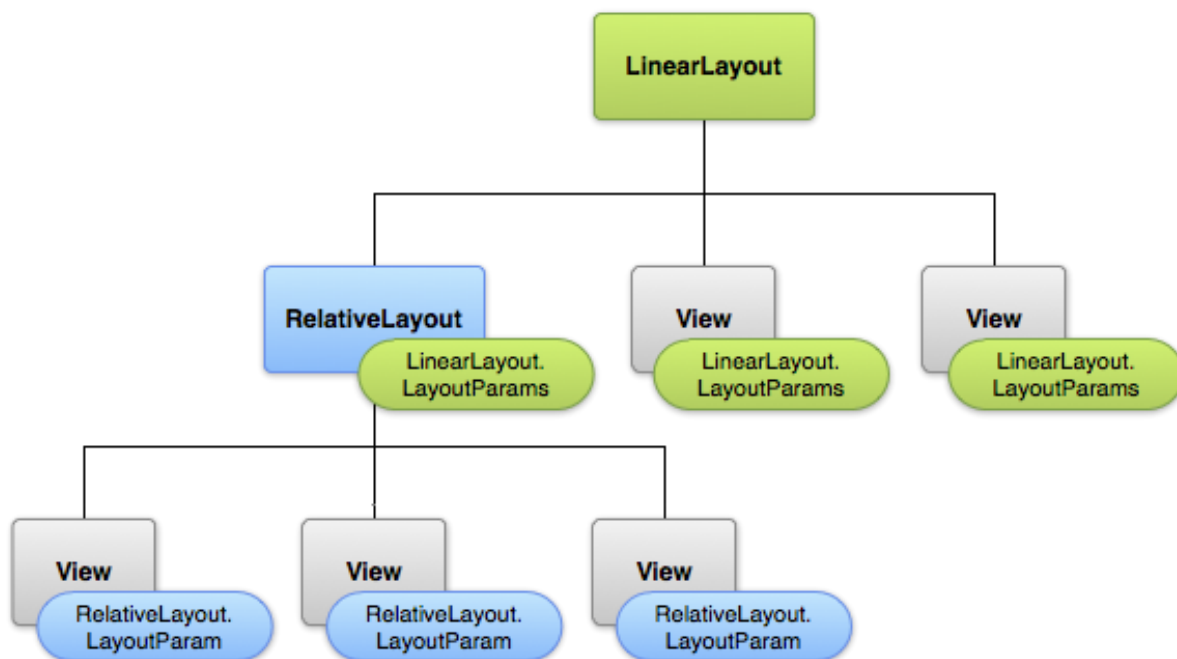 LinearLayout
RelativeLayout
LinearLayout.
LayoutParams
View
LinearLayout.
LayoutParams
View
LinearLayout.
LayoutParams
View
RelativeLayout.
LayoutParam
View
RelativeLayout.
LayoutParam
View
RelativeLayout.
LayoutParam